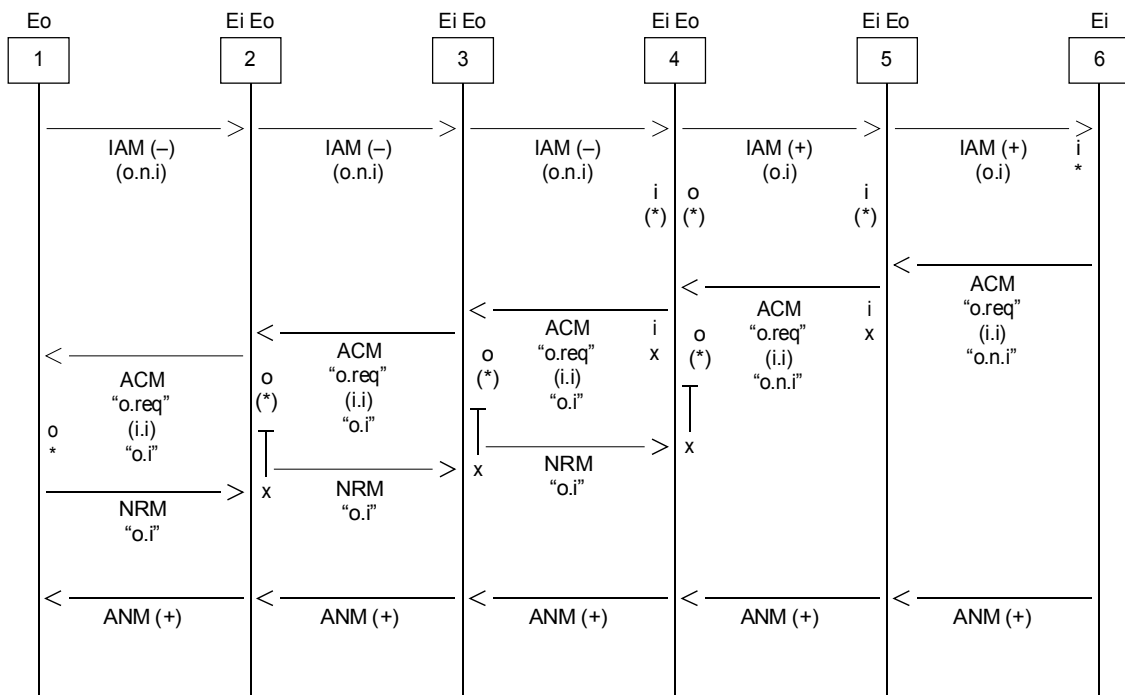 Eo Ei Eo Ei Eo Ei Eo Ei Eo Ei
1 2 3 4 5 6
IAM (–) IAM (–) IAM (–) IAM (+) IAM (+) i
(o.n.i) (o.n.i) (o.n.i) (o.i) (o.i) *
i o i
(*) (*) (*)
ACM
“o.req”
(i.i)
“o.n.i”
ACM
“o.req”
(i.i)
“o.n.i”
i
x
ACM
“o.req”
(i.i)
“o.i”
i
x
o
(*)
x
ACM
“o.req”
(i.i)
“o.i”
o
(*)
x
ACM
“o.req”
(i.i)
“o.i”
o
(*)
x
o
*
NRM
“o.i”
NRM
“o.i”
NRM
“o.i”
ANM (+) ANM (+) ANM (+) ANM (+) ANM (+)